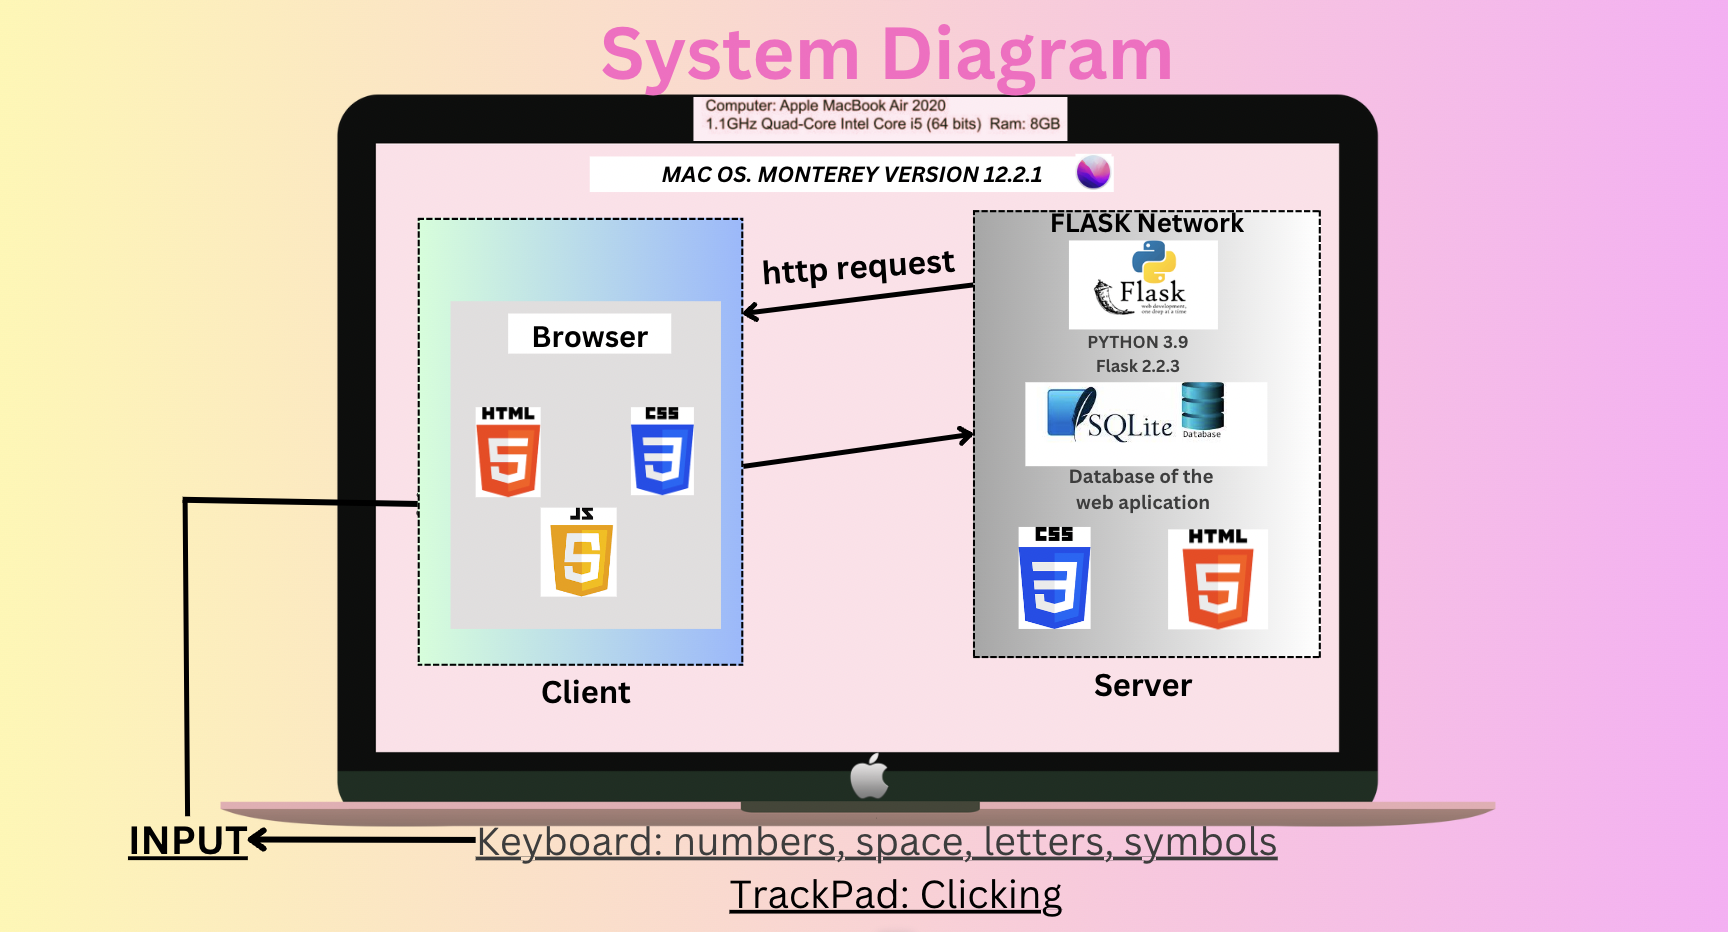 System Diagram
Computer: Apple MacBook Air 2020
1.1GHz Quad-Core Intel Core i5 (64 bits) Ram: 8GB
MAC OS. MONTEREY VERSION 12.2.1
FLASK Network
http request
Flask
web development,
one drop at a time
Browser
PYTHON 3.9
Flask 2.2.3
HTML
CSS
SQLite
Database
Database of the
web aplication
JS
CSS
HTML
Client
Server
INPUT
Keyboard: numbers, space, letters, symbols
TrackPad: Clicking